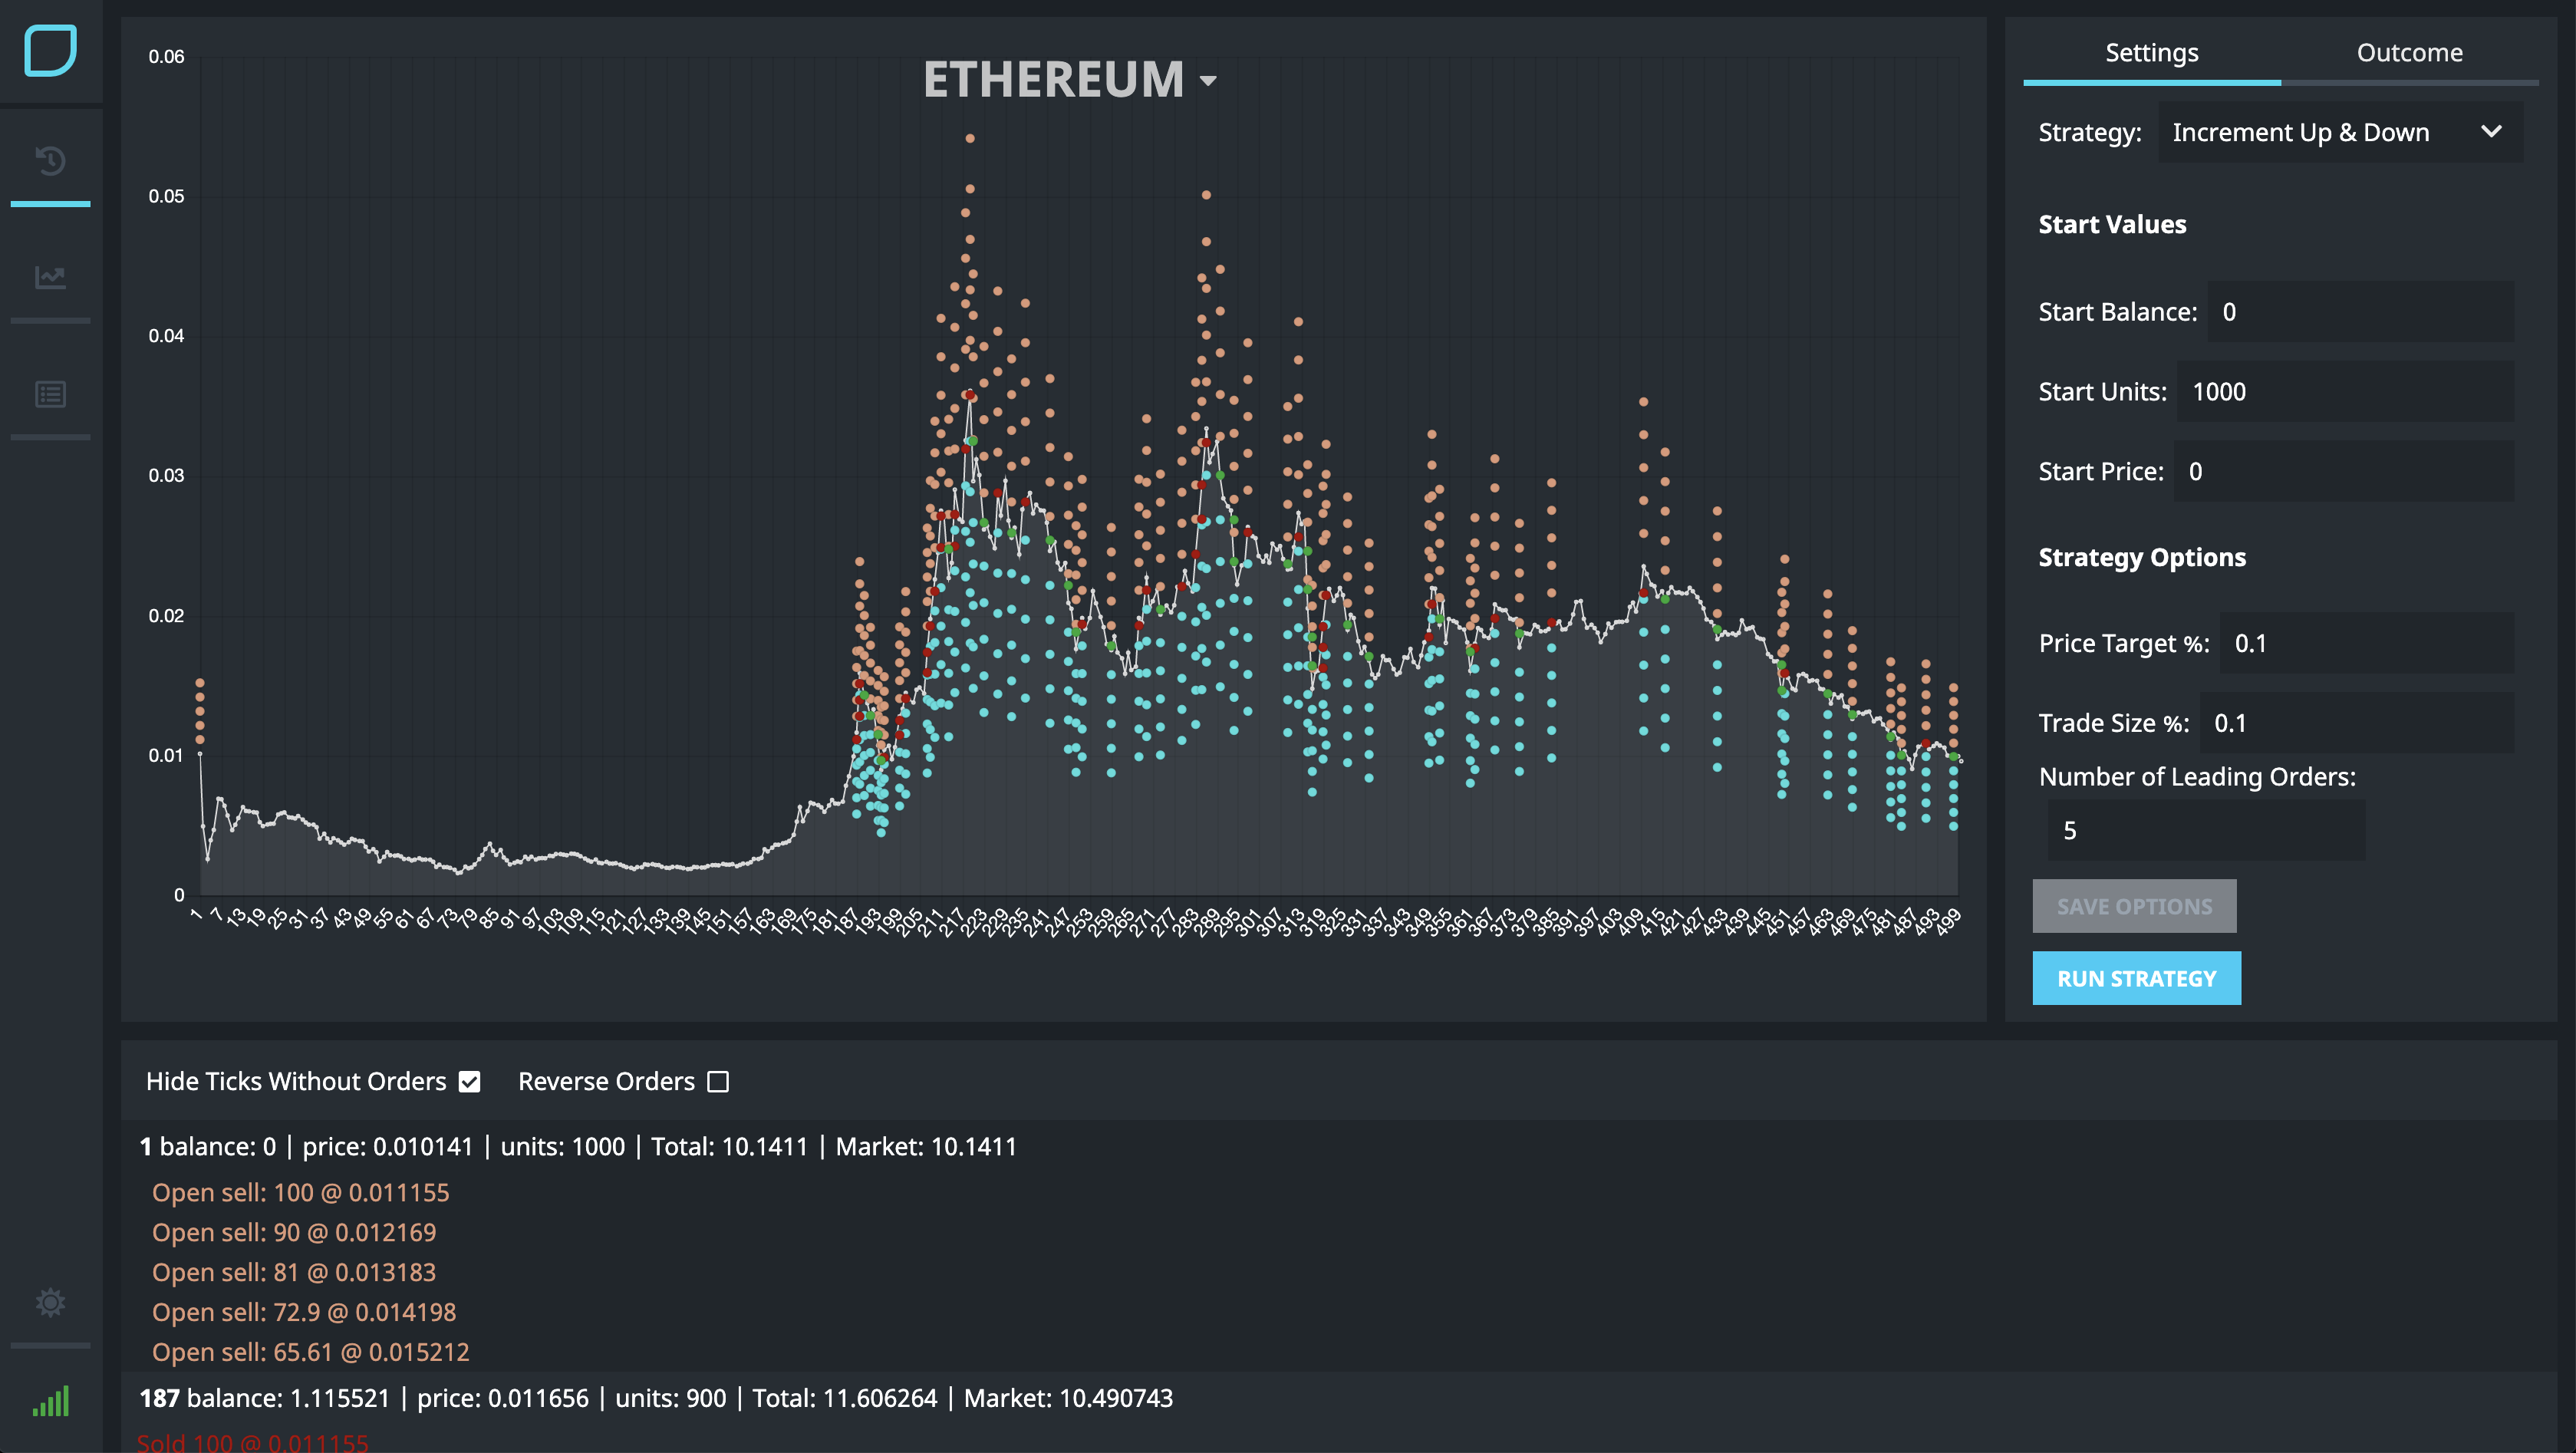 ETHEREUM
0.06
0.05
0.04
0.03
0.02
0.01
0
1 7 13 19 25 31 37 43 49 55 61 67 73 79 85 91 97 103 109 115 121 127 133 139 145 151 157 163 169 175 181 187 193 199 205 211 217 223 229 235 241 247 253 259 265 271 277 283 289 295 301 307 313 319 325 331 337 343 349 355 361 367 373 379 385 391 397 403 409 415 421 427 433 439 445 451 457 463 469 475 481 487 493 499
Settings Outcome
Strategy: Increment Up & Down
Start Values
Start Balance: 0
Start Units: 1000
Start Price: 0
Strategy Options
Price Target %: 0.1
Trade Size %: 0.1
Number of Leading Orders:
5
SAVE OPTIONS
RUN STRATEGY
Hide Ticks Without Orders Reverse Orders
1 balance: 0 | price: 0.010141 | units: 1000 | Total: 10.1411 | Market: 10.1411
Open sell: 100 @ 0.011155
Open sell: 90 @ 0.012169
Open sell: 81 @ 0.013183
Open sell: 72.9 @ 0.014198
Open sell: 65.61 @ 0.015212
187 balance: 1.115521 | price: 0.011656 | units: 900 | Total: 11.606264 | Market: 10.490743
Sold 100 @ 0.011155